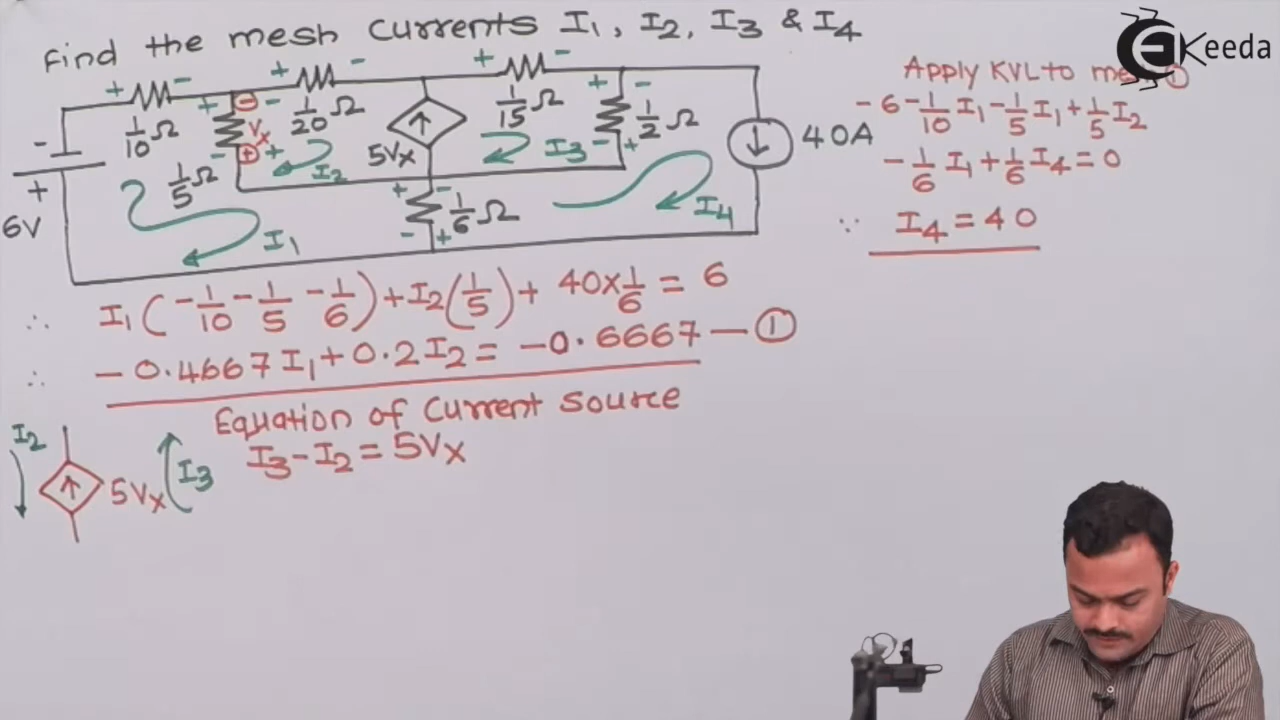 Find the mesh currents I1, I2, I3 & I4
EKeeda
Apply KVL to mesh ①
- 6 - 1/10 I1 - 1/5 I1 + 1/5 I2
- 1/6 I1 + 1/6 I4 = 0
∵ I4 = 40
+ - + - + -
1/10 Ω
+ - 1/5 Ω
- Vx +
- + 1/20 Ω
5Vx
1/15 Ω
+ - 1/2 Ω - +
40A
- + 6V
I1
I2
I3
I4
+ - 1/6 Ω - +
∴ I1 (- 1/10 - 1/5 - 1/6) + I2 (1/5) + 40 x 1/6 = 6
∴ - 0.4667 I1 + 0.2 I2 = - 0.6667 — ①
Equation of Current Source
I3 - I2 = 5Vx
I2
5Vx
I3